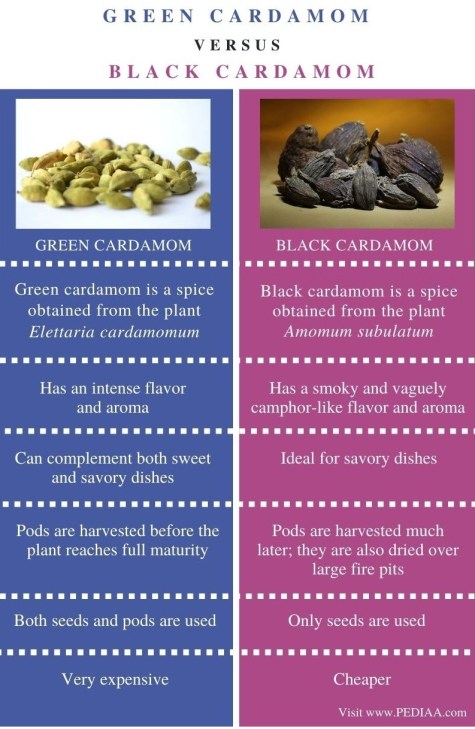 GREEN CARDAMOM
VERSUS
BLACK CARDAMOM
GREEN CARDAMOM
Green cardamom is a spice
obtained from the plant
Elettaria cardamomum
Has an intense flavor
and aroma
Can complement both sweet
and savory dishes
Pods are harvested before the
plant reaches full maturity
Both seeds and pods are used
Very expensive
BLACK CARDAMOM
Black cardamom is a spice
obtained from the plant
Amomum subulatum
Has a smoky and vaguely
camphor-like flavor and aroma
Ideal for savory dishes
Pods are harvested much
later; they are also dried over
large fire pits
Only seeds are used
Cheaper
Visit www.PEDIAA.com